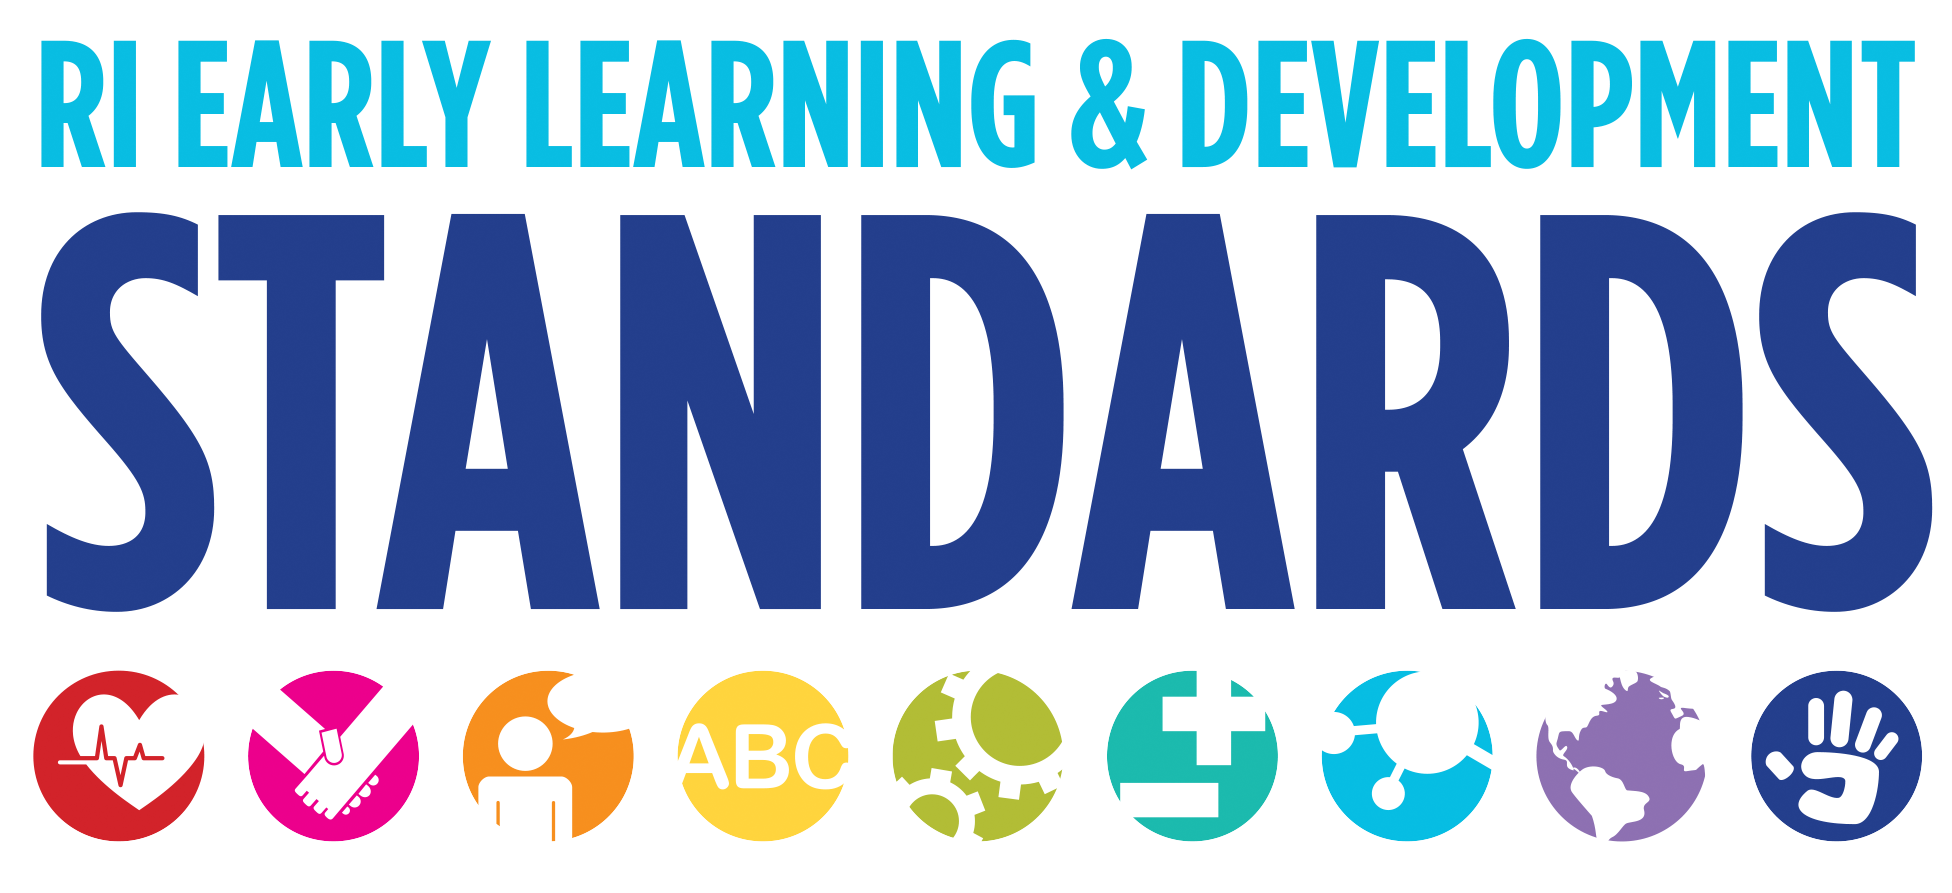 RI EARLY LEARNING & DEVELOPMENT
STANDARDS
ABC